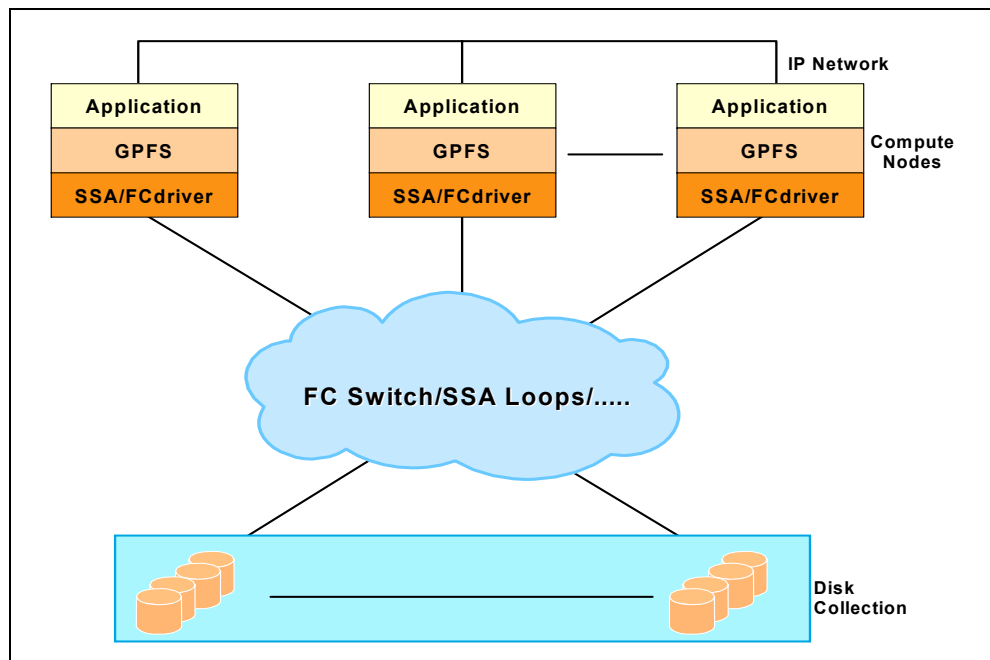 IP Network
Application
Application
Application
GPFS
GPFS
GPFS
Compute
Nodes
SSA/FCdriver
SSA/FCdriver
SSA/FCdriver
FC Switch/SSA Loops/.....
Disk
Collection